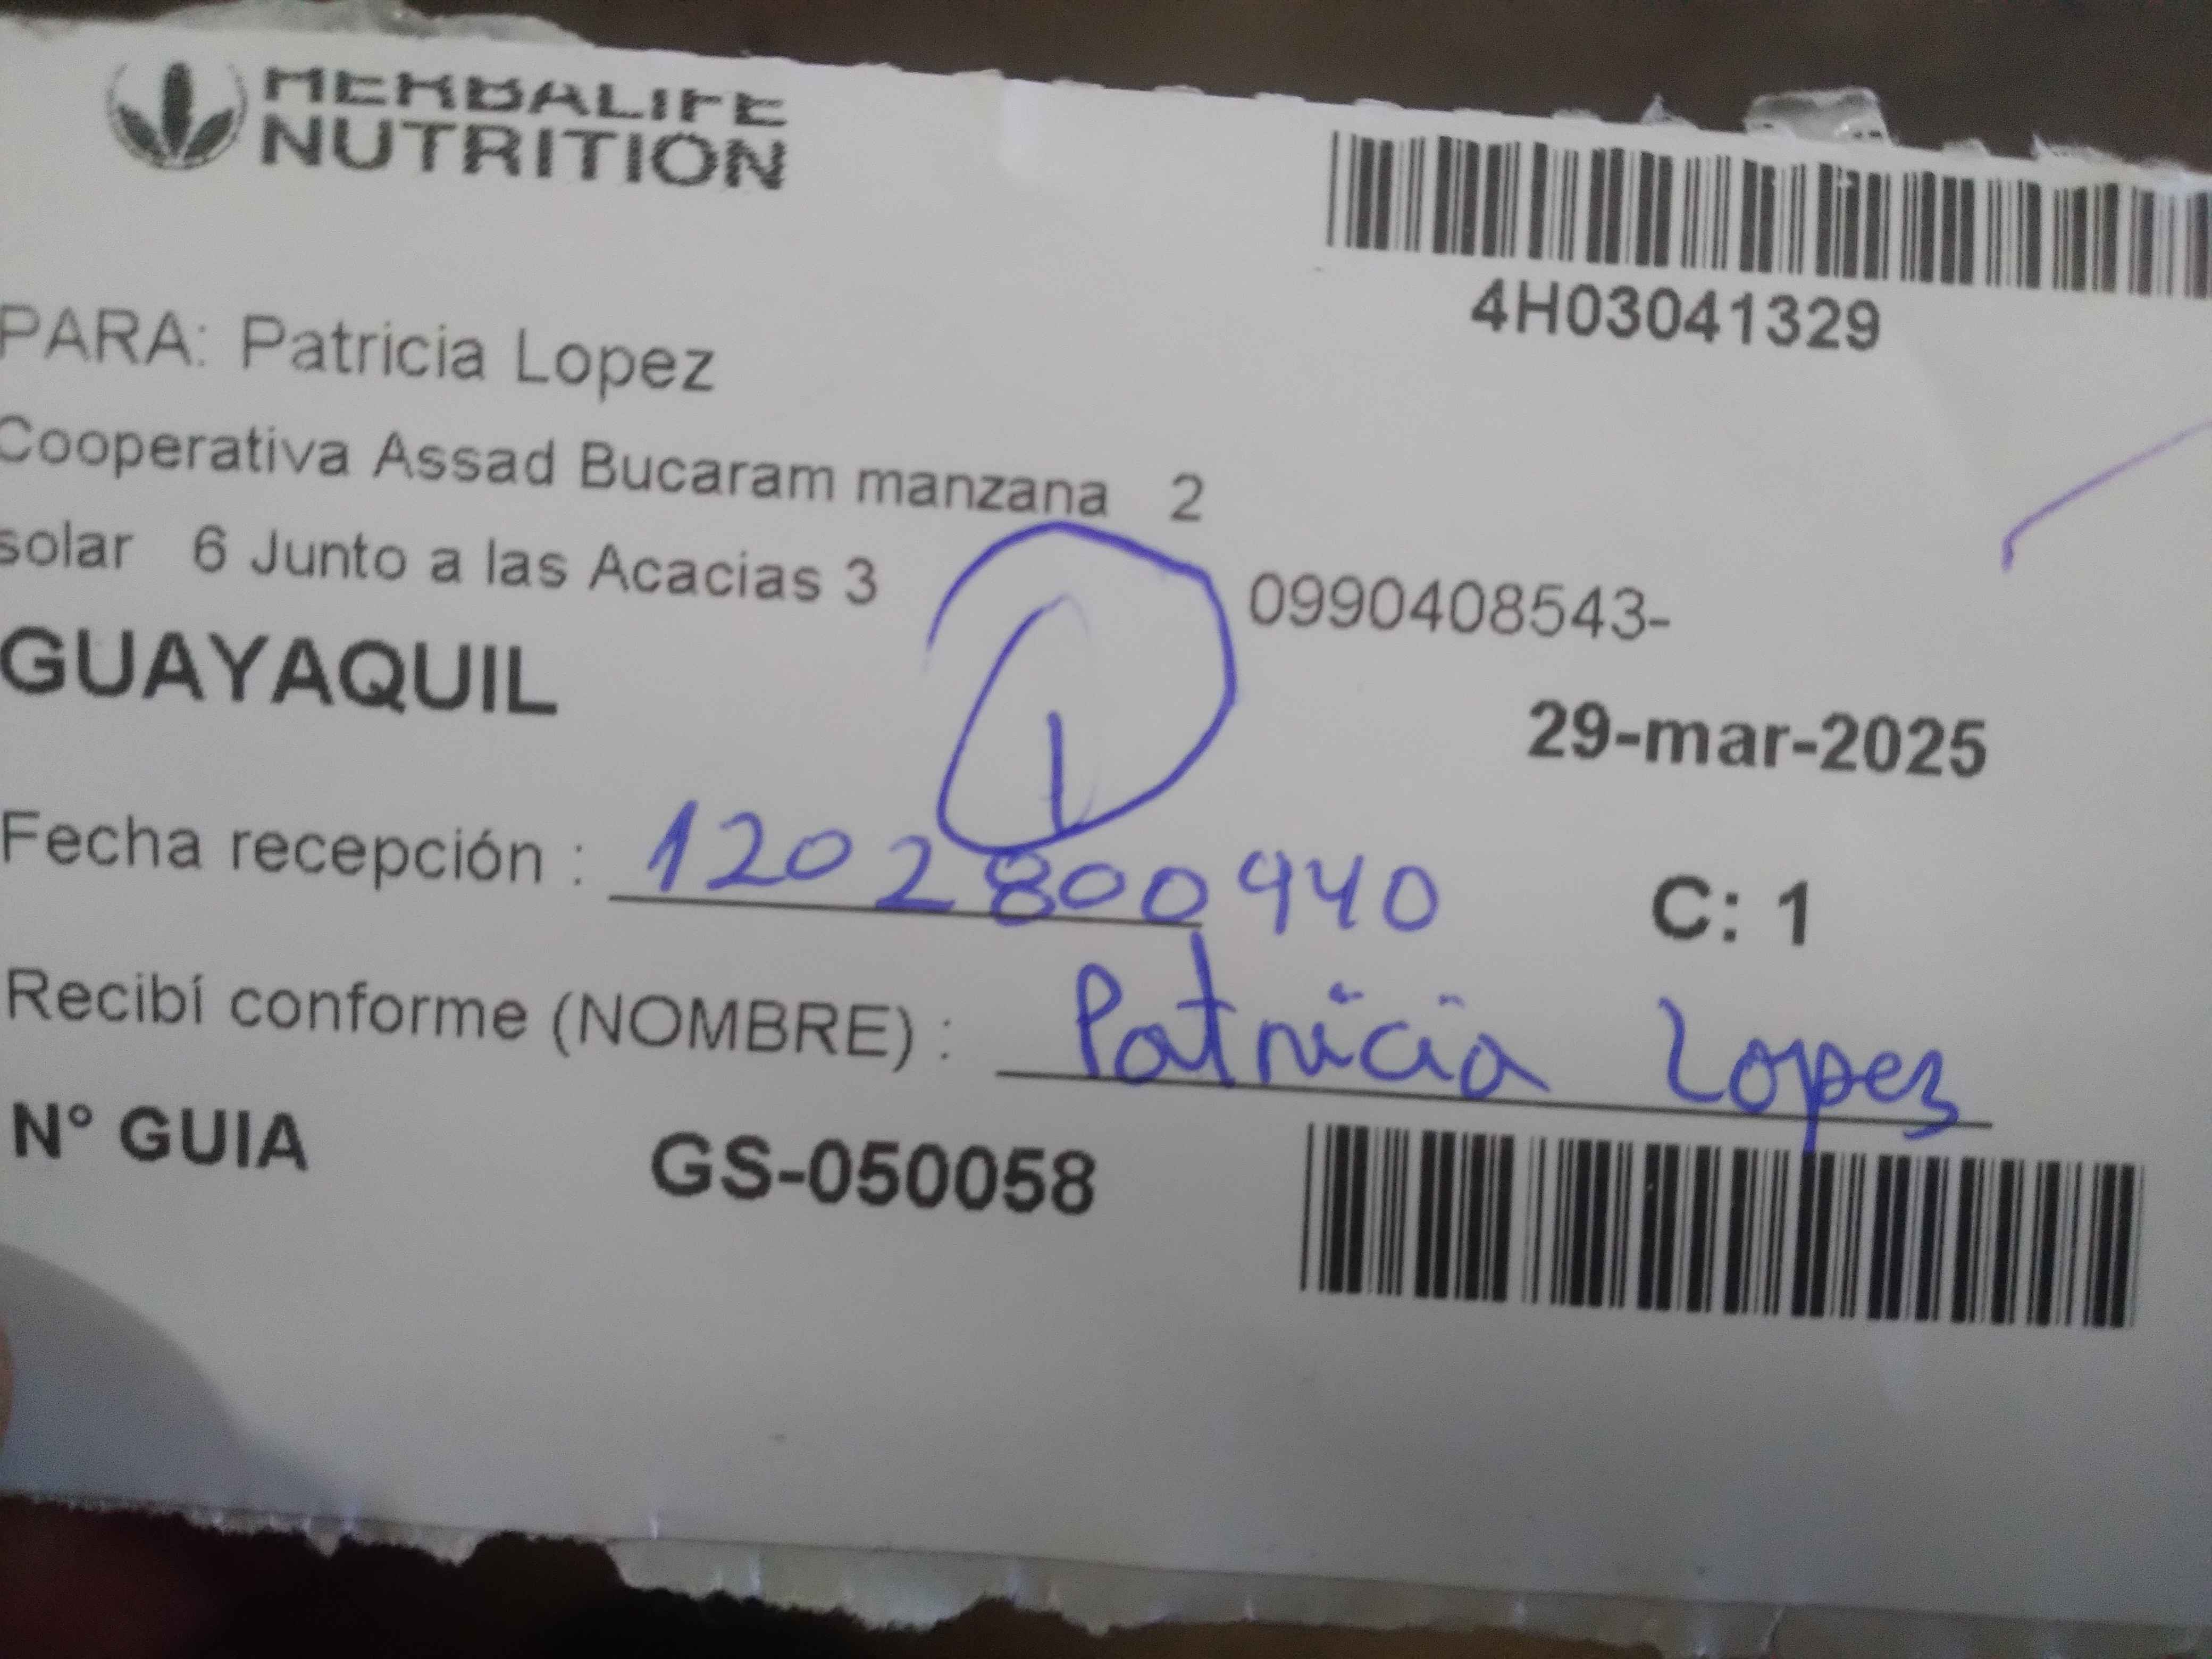 HERBALIFE
NUTRITION
4H03041329
PARA: Patricia Lopez
Cooperativa Assad Bucaram manzana 2
solar 6 Junto a las Acacias 3
0990408543-
GUAYAQUIL
1
29-mar-2025
Fecha recepción : 1202800940
C: 1
Recibí conforme (NOMBRE) : Patricia Lopez
N° GUIA GS-050058